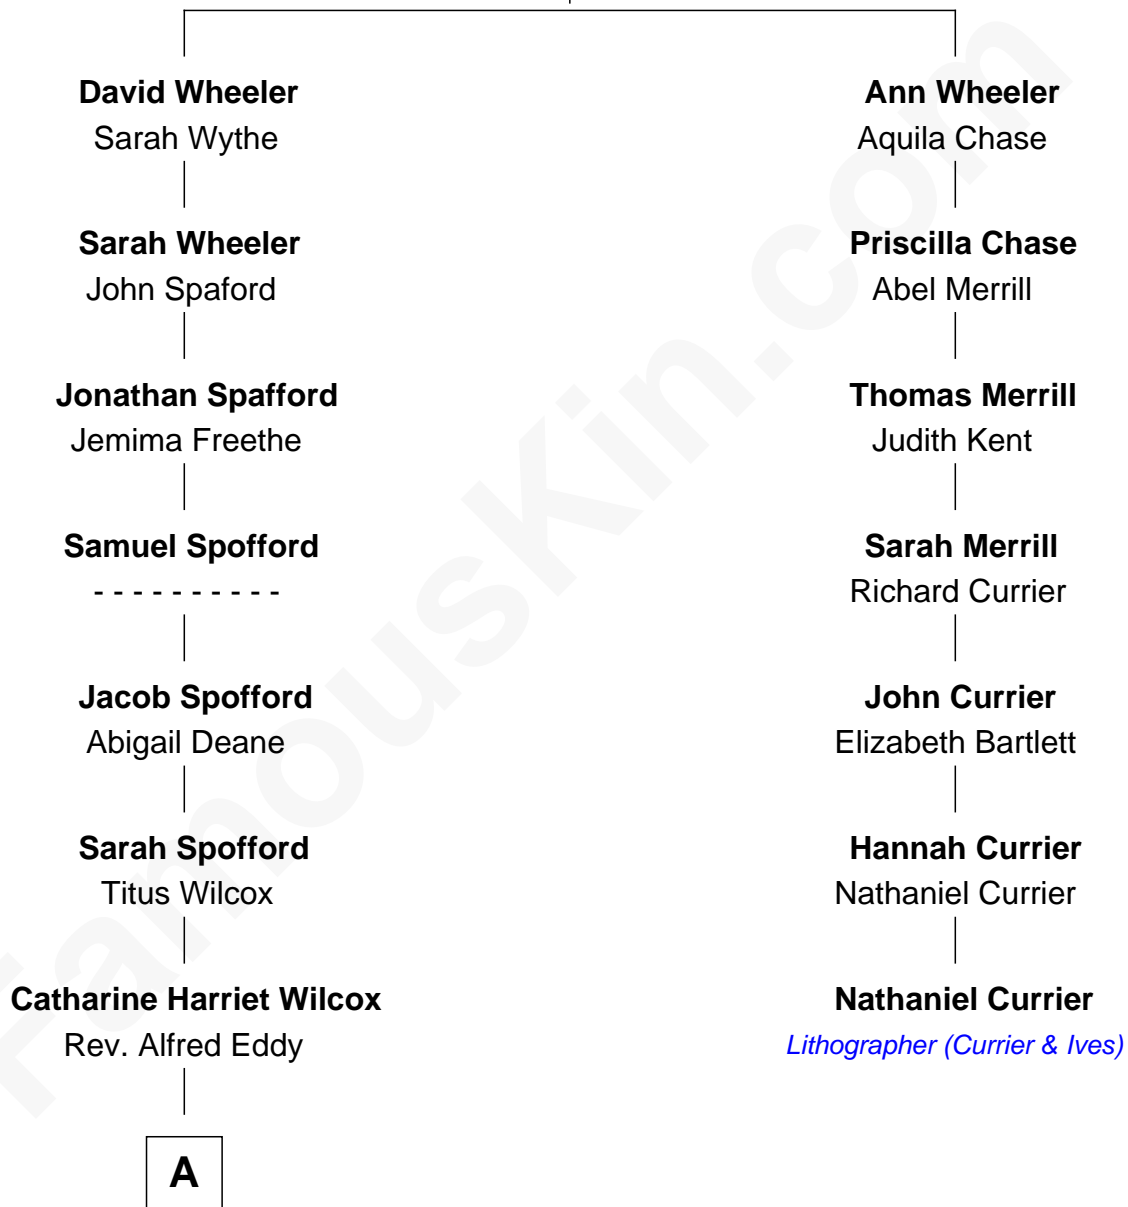 David Wheeler
Sarah Wythe
Sarah Wheeler
John Spaford
Jonathan Spafford
Jemima Freethe
Samuel Spofford
- - - - - - - - - -
Jacob Spofford
Abigail Deane
Sarah Spofford
Titus Wilcox
Catharine Harriet Wilcox
Rev. Alfred Eddy
A
Ann Wheeler
Aquila Chase
Priscilla Chase
Abel Merrill
Thomas Merrill
Judith Kent
Sarah Merrill
Richard Currier
John Currier
Elizabeth Bartlett
Hannah Currier
Nathaniel Currier
Nathaniel Currier
Lithographer (Currier & Ives)
FamousKin.com